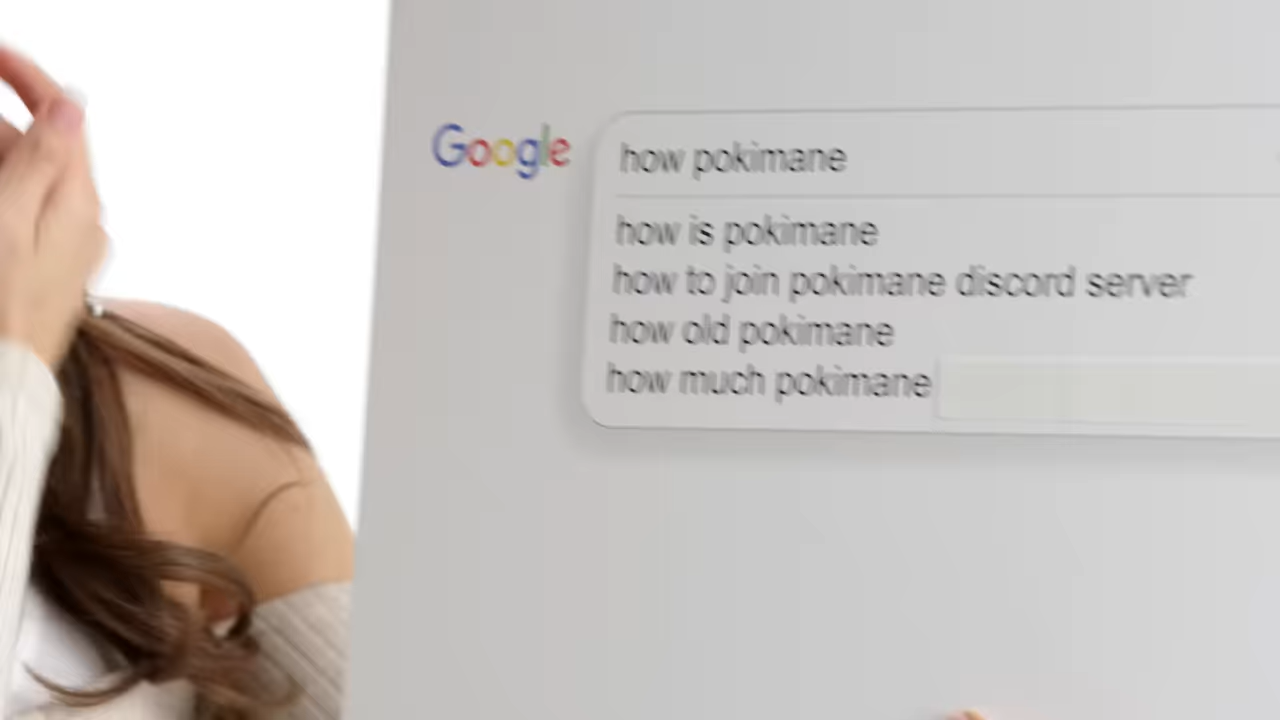 Google
how pokimane
how is pokimane
how to join pokimane discord server
how old pokimane
how much pokimane